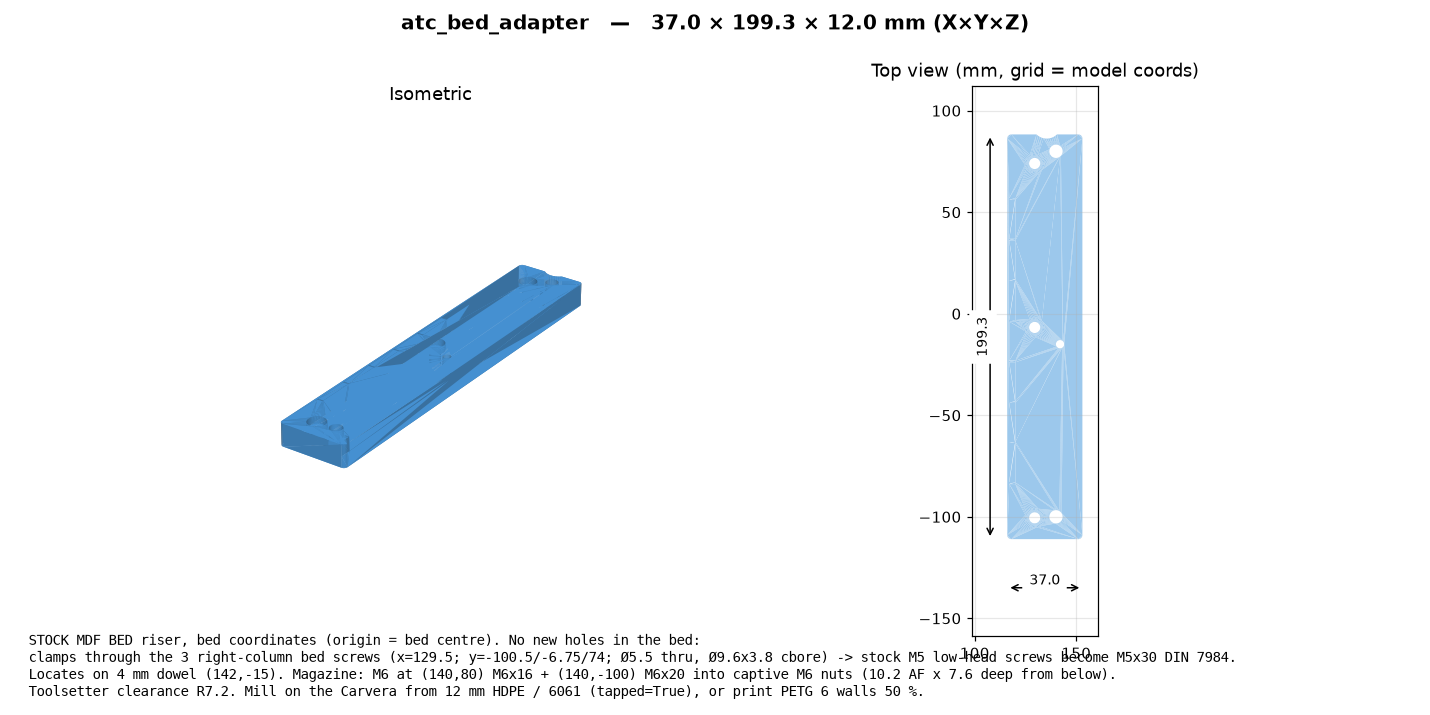 atc_bed_adapter — 37.0 × 199.3 × 12.0 mm (X×Y×Z)
Isometric
Top view (mm, grid = model coords)
100
50
0
−50
−100
−150
199.3
37.0
100
150
STOCK MDF BED riser, bed coordinates (origin = bed centre). No new holes in the bed:
clamps through the 3 right-column bed screws (x=129.5; y=-100.5/-6.75/74; Ø5.5 thru, Ø9.6x3.8 cbore) -> stock M5 low-head screws become M5x30 DIN 7984.
Locates on 4 mm dowel (142,-15). Magazine: M6 at (140,80) M6x16 + (140,-100) M6x20 into captive M6 nuts (10.2 AF x 7.6 deep from below).
Toolsetter clearance R7.2. Mill on the Carvera from 12 mm HDPE / 6061 (tapped=True), or print PETG 6 walls 50 %.